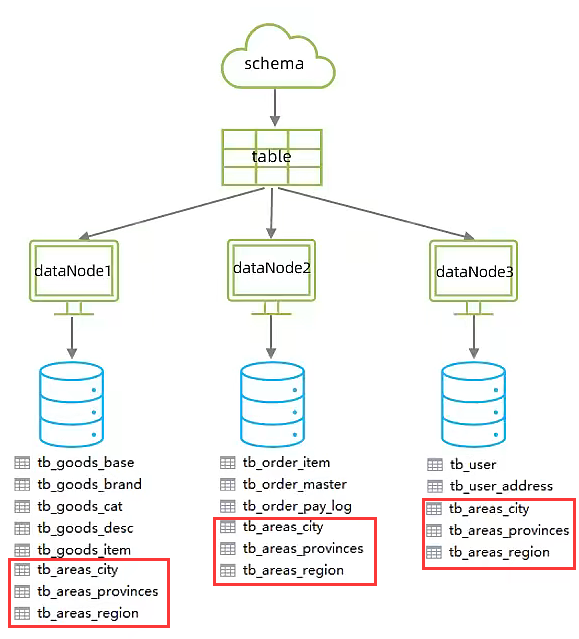 schema
table
dataNode1
dataNode2
dataNode3
tb_goods_base
tb_goods_brand
tb_goods_cat
tb_goods_desc
tb_goods_item
tb_areas_city
tb_areas_provinces
tb_areas_region
tb_order_item
tb_order_master
tb_order_pay_log
tb_areas_city
tb_areas_provinces
tb_areas_region
tb_user
tb_user_address
tb_areas_city
tb_areas_provinces
tb_areas_region